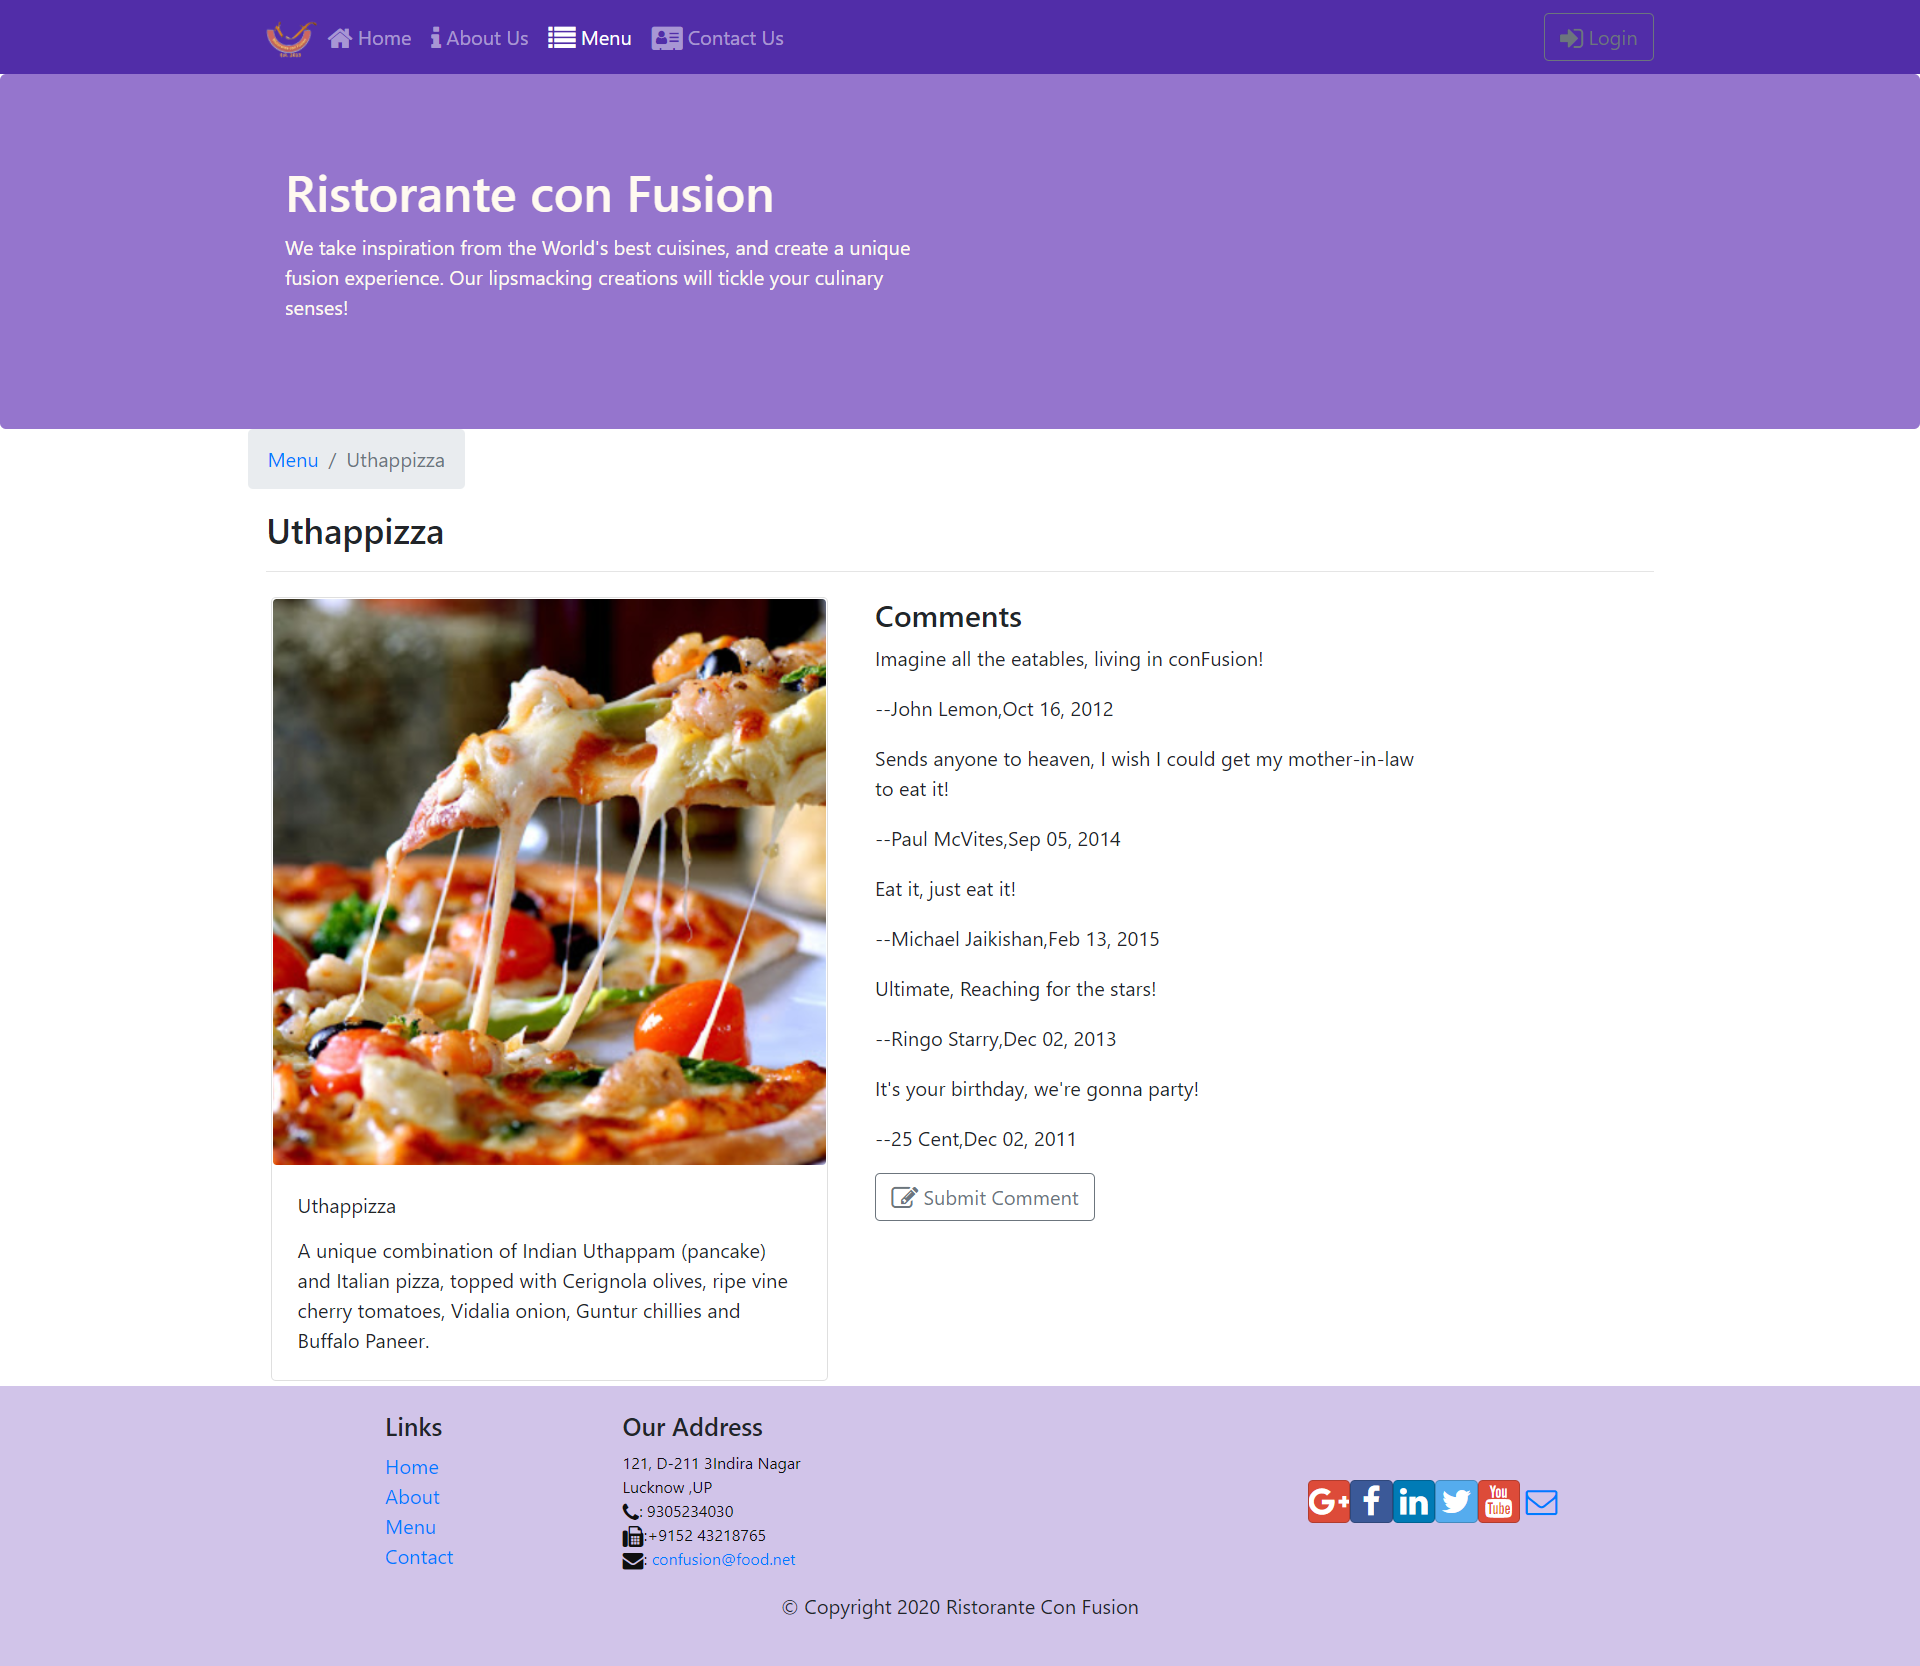 Home About Us Menu Contact Us Login
Ristorante con Fusion
We take inspiration from the World's best cuisines, and create a unique
fusion experience. Our lipsmacking creations will tickle your culinary
senses!
Menu / Uthappizza
Uthappizza
Comments
Imagine all the eatables, living in conFusion!
--John Lemon,Oct 16, 2012
Sends anyone to heaven, I wish I could get my mother-in-law
to eat it!
--Paul McVites,Sep 05, 2014
Eat it, just eat it!
--Michael Jaikishan,Feb 13, 2015
Ultimate, Reaching for the stars!
--Ringo Starry,Dec 02, 2013
It's your birthday, we're gonna party!
--25 Cent,Dec 02, 2011
Submit Comment
Uthappizza
A unique combination of Indian Uthappam (pancake)
and Italian pizza, topped with Cerignola olives, ripe vine
cherry tomatoes, Vidalia onion, Guntur chillies and
Buffalo Paneer.
Links
Home
About
Menu
Contact
Our Address
121, D-211 3Indira Nagar
Lucknow ,UP
: 9305234030
:+9152 43218765
: confusion@food.net
G+ f in You Tube
© Copyright 2020 Ristorante Con Fusion